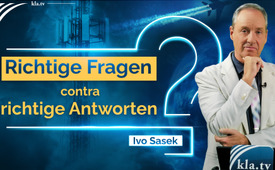 Richtige Fragen
contra
richtige Antworten
Ivo Sasek
kla.tv
kla.tv